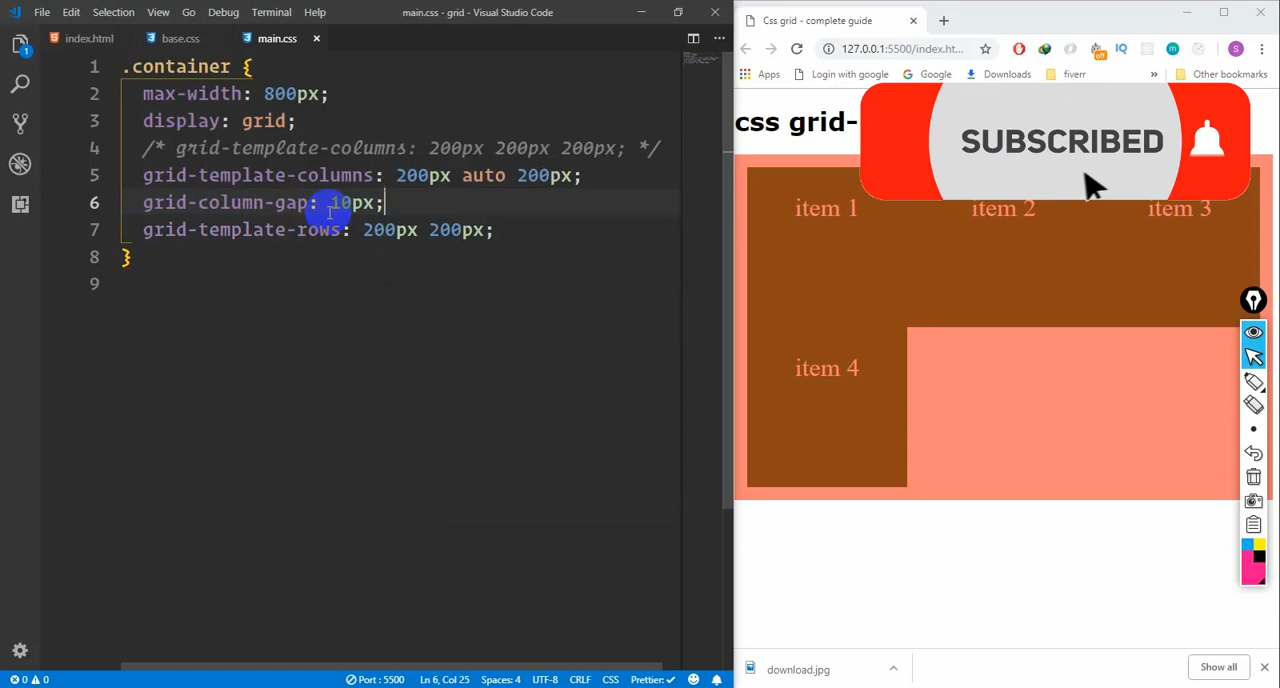 File Edit Selection View Go Debug Terminal Help main.css - grid - Visual Studio Code
index.html base.css main.css
1 .container {
2 max-width: 800px;
3 display: grid;
4 /* grid-template-columns: 200px 200px 200px; */
5 grid-template-columns: 200px auto 200px;
6 grid-column-gap: 10px;
7 grid-template-rows: 200px 200px;
8 }
9
1
0 0 Port : 5500 Ln 6, Col 25 Spaces: 4 UTF-8 CRLF CSS Prettier:
Css grid - complete guide
127.0.0.1:5500/index.ht... IQ off S
Apps Login with google Google Downloads fiverr » Other bookmarks
css grid-
SUBSCRIBED
item 1 item 2 item 3
item 4
download.jpg Show all